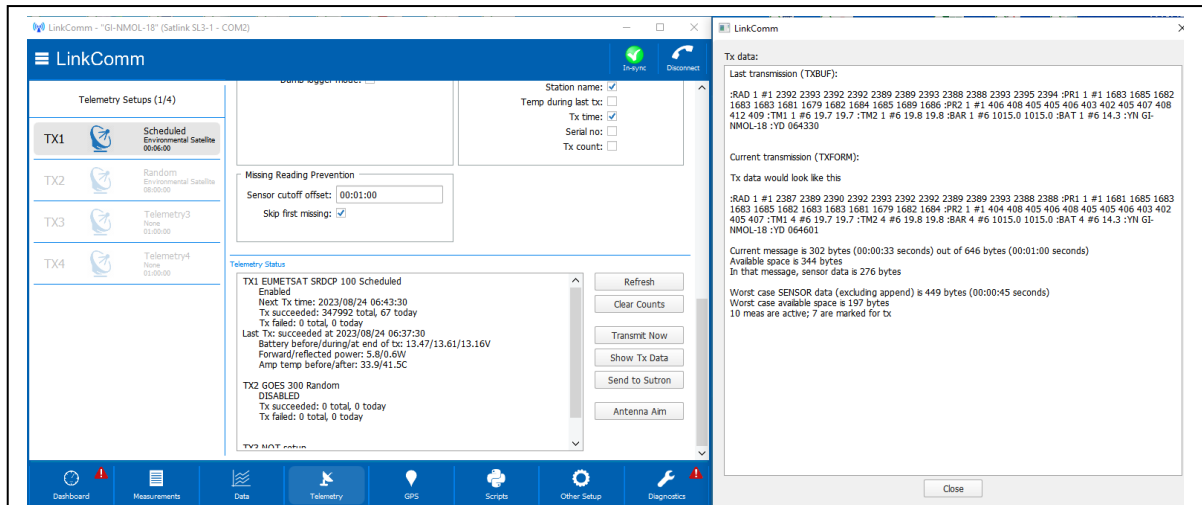 LinkComm - "GI-NMOL-18" (Satlink SL3-1 - COM2)
LinkComm
In-sync
Disconnect
Telemetry Setups (1/4)
TX1
Scheduled
Environmental Satellite
00:06:00
TX2
Random
Environmental Satellite
06:00:00
TX3
Telemetry3
None
01:00:00
TX4
Telemetry4
None
01:00:00
Station name:
Temp during last tx:
Tx time:
Serial no:
Tx count:
Missing Reading Prevention
Sensor cutoff offset: 00:01:00
Skip first missing:
Telemetry Status
TX1 EUMETSAT SRDCP 100 Scheduled
Enabled
Next Tx time: 2023/08/24 06:43:30
Tx succeeded: 347992 total, 67 today
Tx failed: 0 total, 0 today
Last Tx: succeeded at 2023/08/24 06:37:30
Battery before/during/at end of tx: 13.47/13.61/13.16V
Forward/reflected power: 5.8/0.6W
Amp temp before/after: 33.9/41.5C
TX2 GOES 300 Random
DISABLED
Tx succeeded: 0 total, 0 today
Tx failed: 0 total, 0 today
Refresh
Clear Counts
Transmit Now
Show Tx Data
Send to Sutron
Antenna Aim
Dashboard
Measurements
Data
Telemetry
GPS
Scripts
Other Setup
Diagnostics
LinkComm
Tx data:
Last transmission (TXBUF):
:RAD 1 #1 2395 2394 2393 2392 2392 2389 2389 2393 2388 2388 2393 2395 2394 :PR1 1 #1 1683 1685 1682
1683 1683 1681 1679 1682 1684 1685 1689 1686 :PR2 1 #1 406 408 405 405 406 403 402 405 407 408
412 409 :TM1 1 #6 19.7 19.7 :TM2 1 #6 19.8 19.8 :BAR 1 #6 1015.0 1015.0 :BAT 1 #6 14.3 :YN GI-
NMOL-18 :YD 064330
Current transmission (TXFORM):
Tx data would look like this
:RAD 1 #1 2387 2389 2390 2392 2393 2392 2392 2389 2389 2393 2388 2388 :PR1 1 #1 1681 1685 1683
1683 1685 1682 1683 1683 1681 1679 1682 1684 :PR2 1 #1 404 408 405 406 408 405 405 406 403 402
405 407 :TM1 4 #6 19.7 19.7 :TM2 4 #6 19.8 19.8 :BAR 4 #6 1015.0 1015.0 :BAT 4 #6 14.3 :YN GI-
NMOL-18 :YD 064601
Current message is 302 bytes (00:00:33 seconds) out of 646 bytes (00:01:00 seconds)
Available space is 344 bytes
In that message, sensor data is 276 bytes
Worst case SENSOR data (excluding append) is 449 bytes (00:00:45 seconds)
Worst case available space is 197 bytes
10 meas are active; 7 are marked for tx
Close